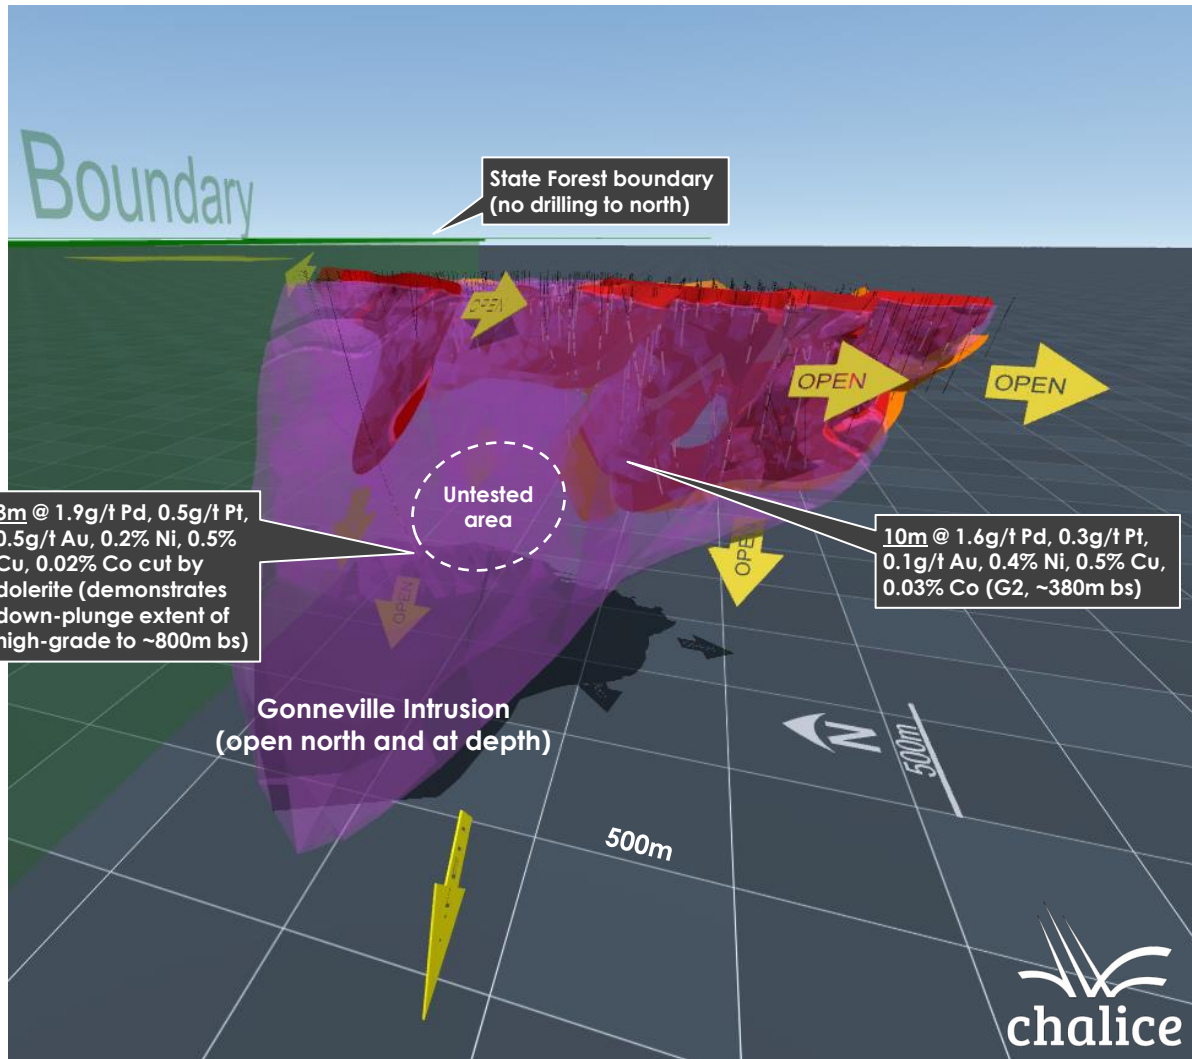 Boundary
State Forest boundary
(no drilling to north)
OPEN
OPEN
OPEN
Untested
area
3m @ 1.9g/t Pd, 0.5g/t Pt,
0.5g/t Au, 0.2% Ni, 0.5%
Cu, 0.02% Co cut by
dolerite (demonstrates
down-plunge extent of
high-grade to ~800m bs)
OPEN
OPEN
10m @ 1.6g/t Pd, 0.3g/t Pt,
0.1g/t Au, 0.4% Ni, 0.5% Cu,
0.03% Co (G2, ~380m bs)
Gonneville Intrusion
(open north and at depth)
N
500m
500m
chalice